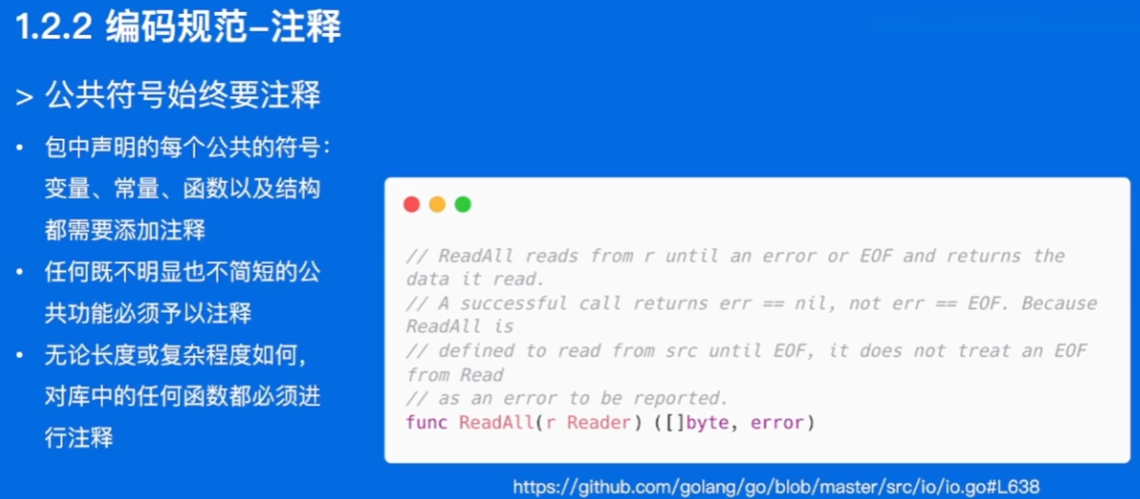 1.2.2 编码规范-注释
> 公共符号始终要注释
• 包中声明的每个公共的符号：
变量、常量、函数以及结构
都需要添加注释
• 任何既不明显也不简短的公
共功能必须予以注释
• 无论长度或复杂程度如何，
对库中的任何函数都必须进
行注释
// ReadAll reads from r until an error or EOF and returns the
data it read.
// A successful call returns err == nil, not err == EOF. Because
ReadAll is
// defined to read from src until EOF, it does not treat an EOF
from Read
// as an error to be reported.
func ReadAll(r Reader) ([]byte, error)
https://github.com/golang/go/blob/master/src/io/io.go#L638